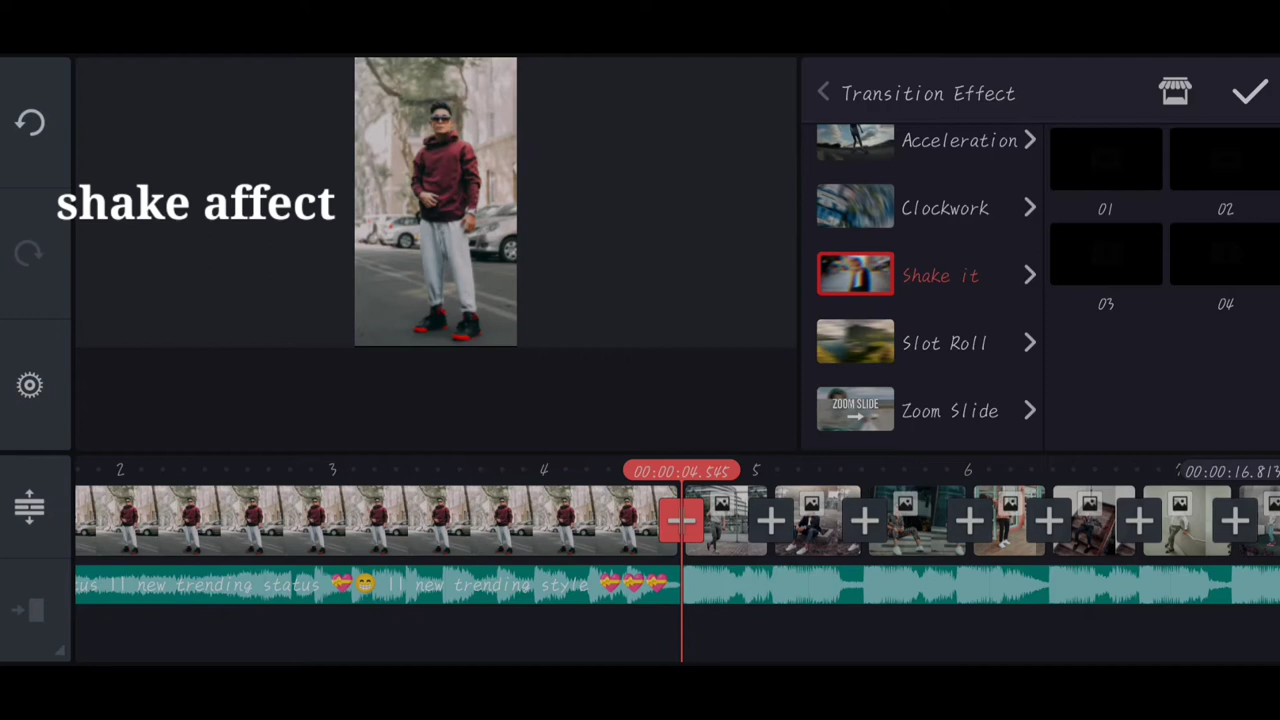 Transition Effect
shake affect
Acceleration
Clockwork
Shake it
Slot Roll
ZOOM SLIDE
Zoom Slide
01
02
03
04
2
3
4
00:00:04.545
5
6
00:00:16.813
us || new trending status 💝😁 || new trending style 💝💝💝